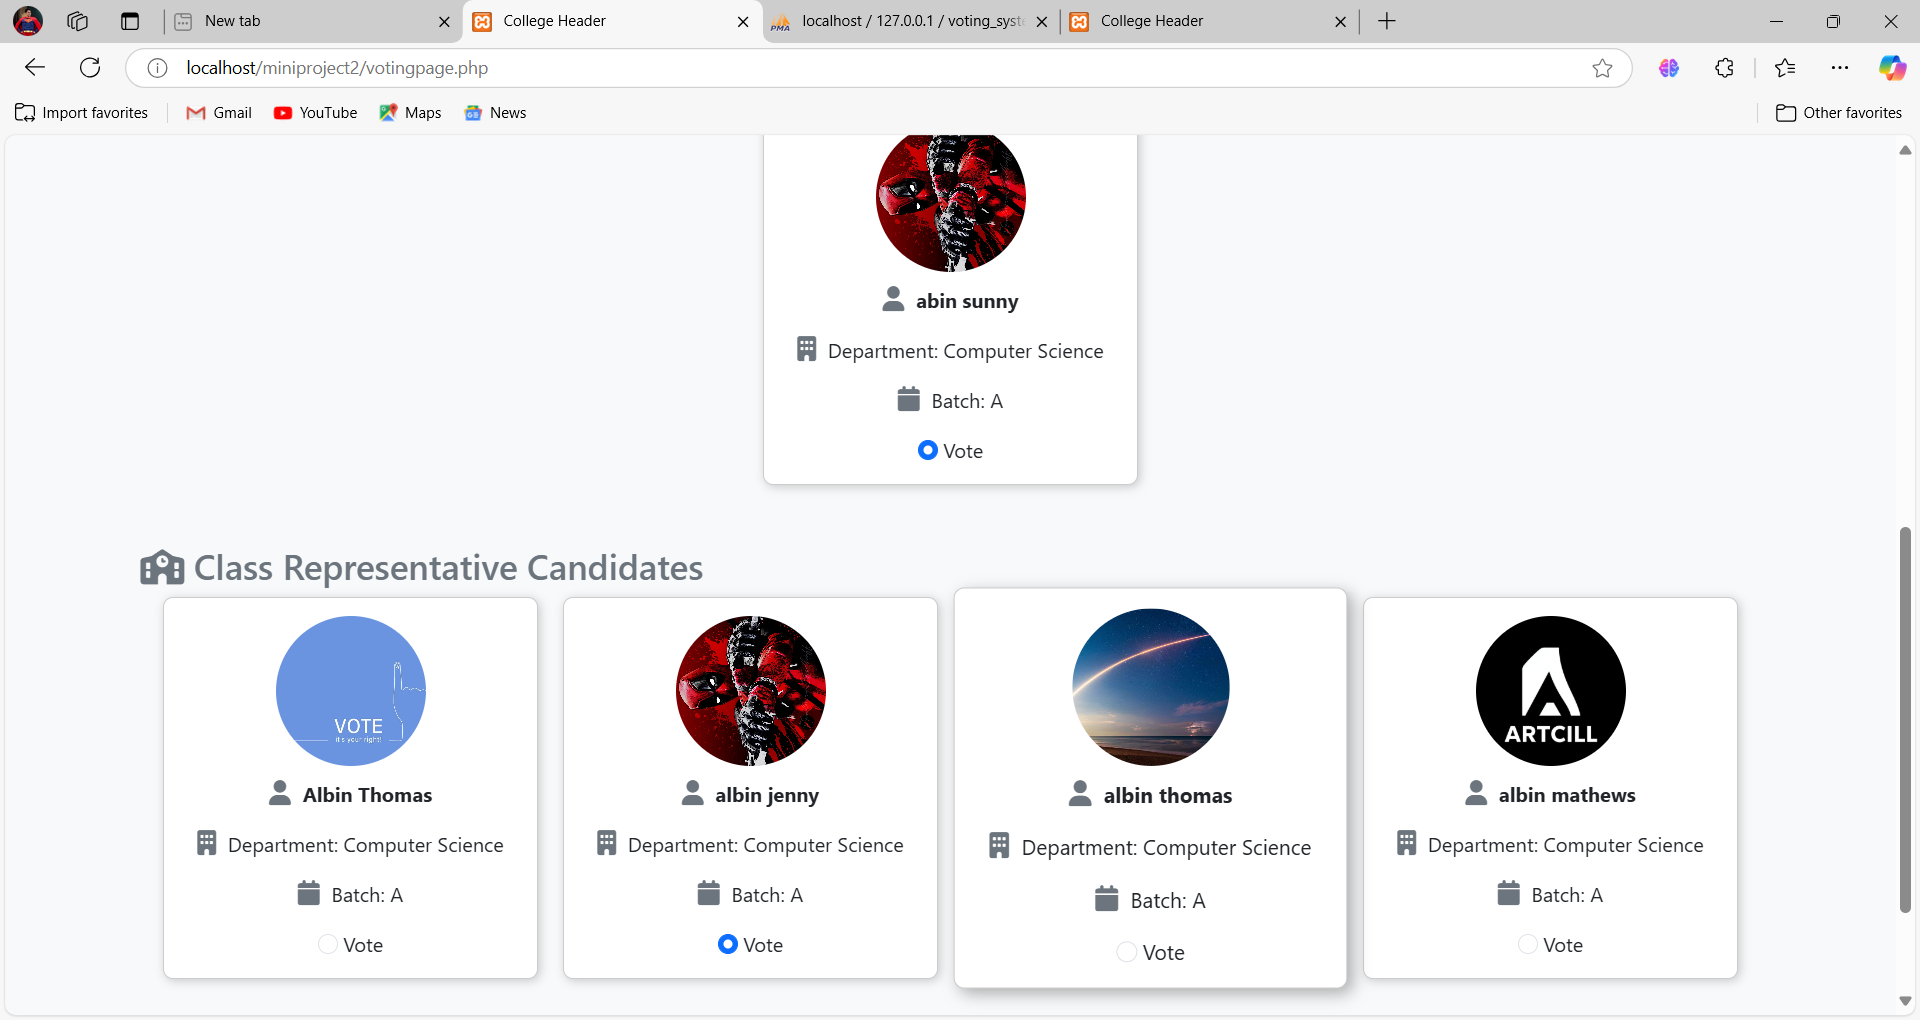 New tab
College Header
localhost / 127.0.0.1 / voting_syste
College Header
localhost/miniproject2/votingpage.php
Import favorites
Gmail
YouTube
Maps
News
Other favorites
abin sunny
Department: Computer Science
Batch: A
Vote
Class Representative Candidates
VOTE
it's your right!
Albin Thomas
Department: Computer Science
Batch: A
Vote
albin jenny
Department: Computer Science
Batch: A
Vote
albin thomas
Department: Computer Science
Batch: A
Vote
ARTCILL
albin mathews
Department: Computer Science
Batch: A
Vote